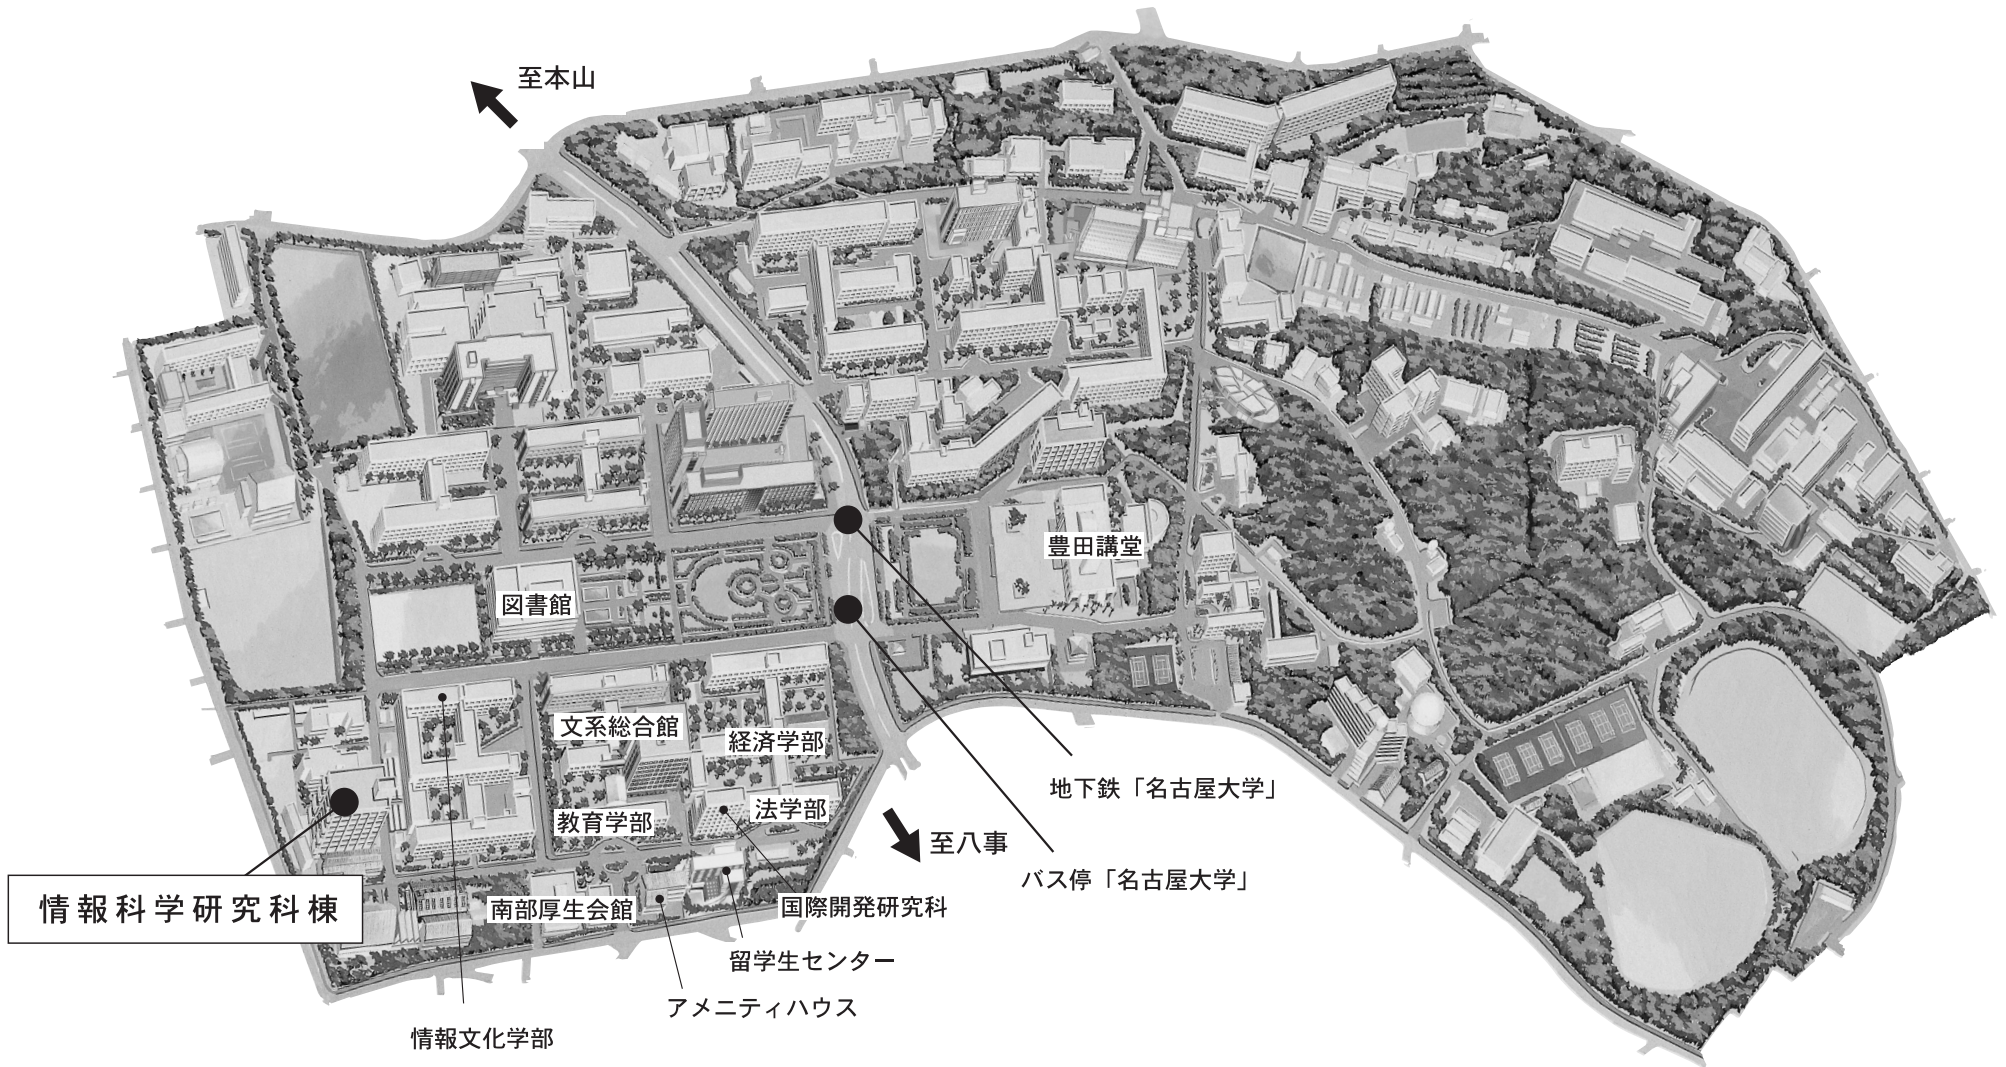 至本山
豊田講堂
図書館
文系総合館
経済学部
地下鉄「名古屋大学」
法学部
教育学部
至八事
バス停「名古屋大学」
情報科学研究科棟
南部厚生会館
国際開発研究科
留学生センター
アメニティハウス
情報文化学部